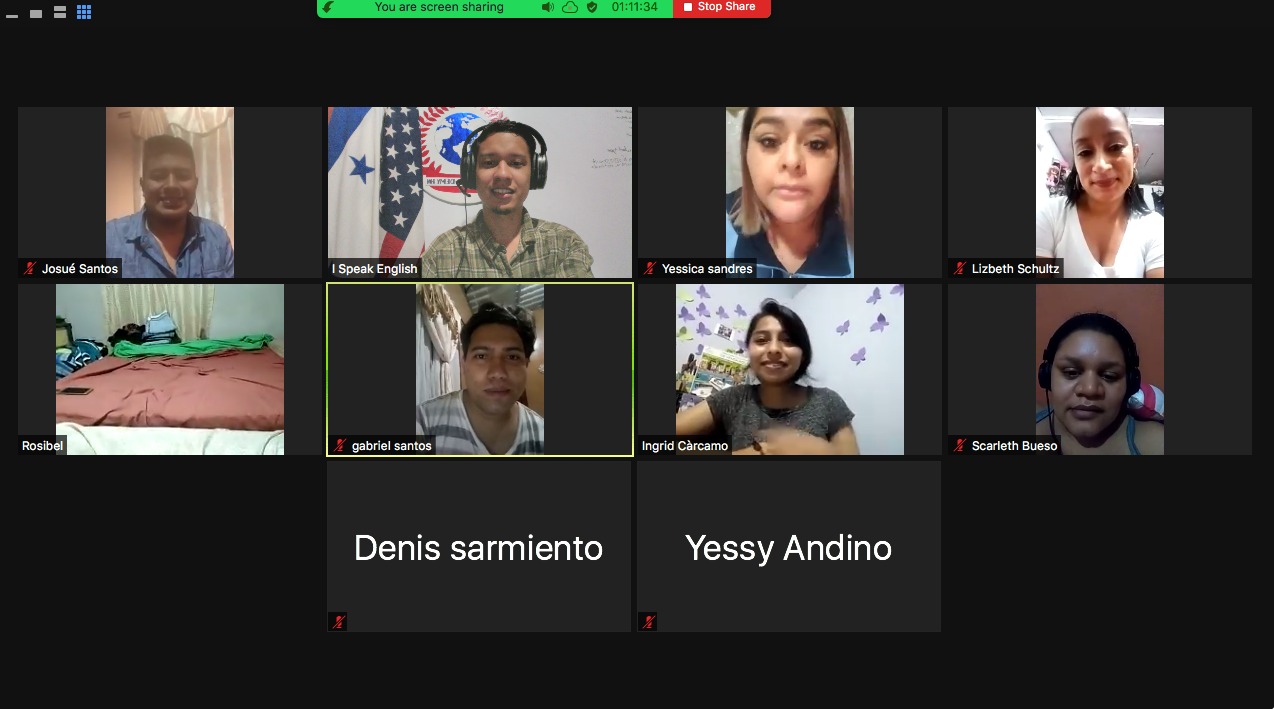 You are screen sharing
01:11:34
Stop Share
Josué Santos
I Speak English
Yessica sandres
Lizbeth Schultz
Rosibel
gabriel santos
Ingrid Càrcamo
Scarleth Bueso
Denis sarmiento
Yessy Andino